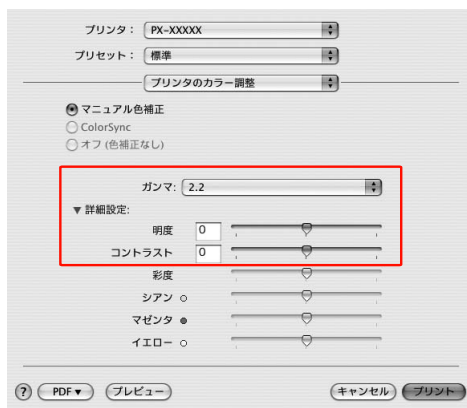 プリンタ： PX-XXXXX
プリセット： 標準
プリンタのカラー調整
マニュアル色補正
ColorSync
オフ (色補正なし)
ガンマ: 2.2
▼ 詳細設定:
明度 0
コントラスト 0
彩度
シアン
マゼンタ
イエロー
? PDF▼ プレビュー キャンセル プリント